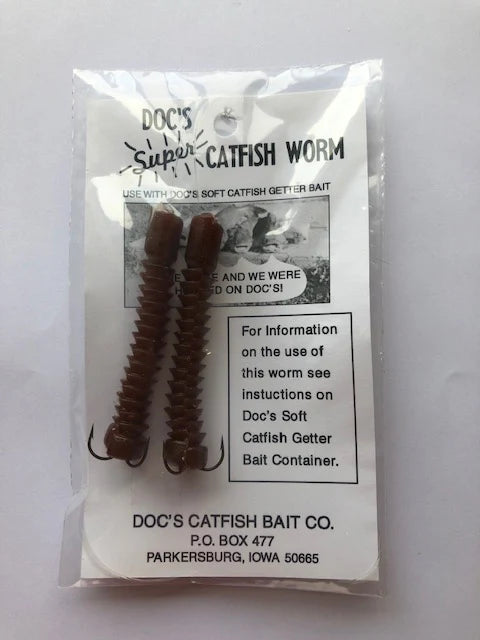 DOC'S
Super CATFISH WORM
USE WITH DOC'S SOFT CATFISH GETTER BAIT
AND WE WERE
ON DOC'S!
For Information
on the use of
this worm see
instuctions on
Doc's Soft
Catfish Getter
Bait Container.
DOC'S CATFISH BAIT CO.
P.O. BOX 477
PARKERSBURG, IOWA 50665